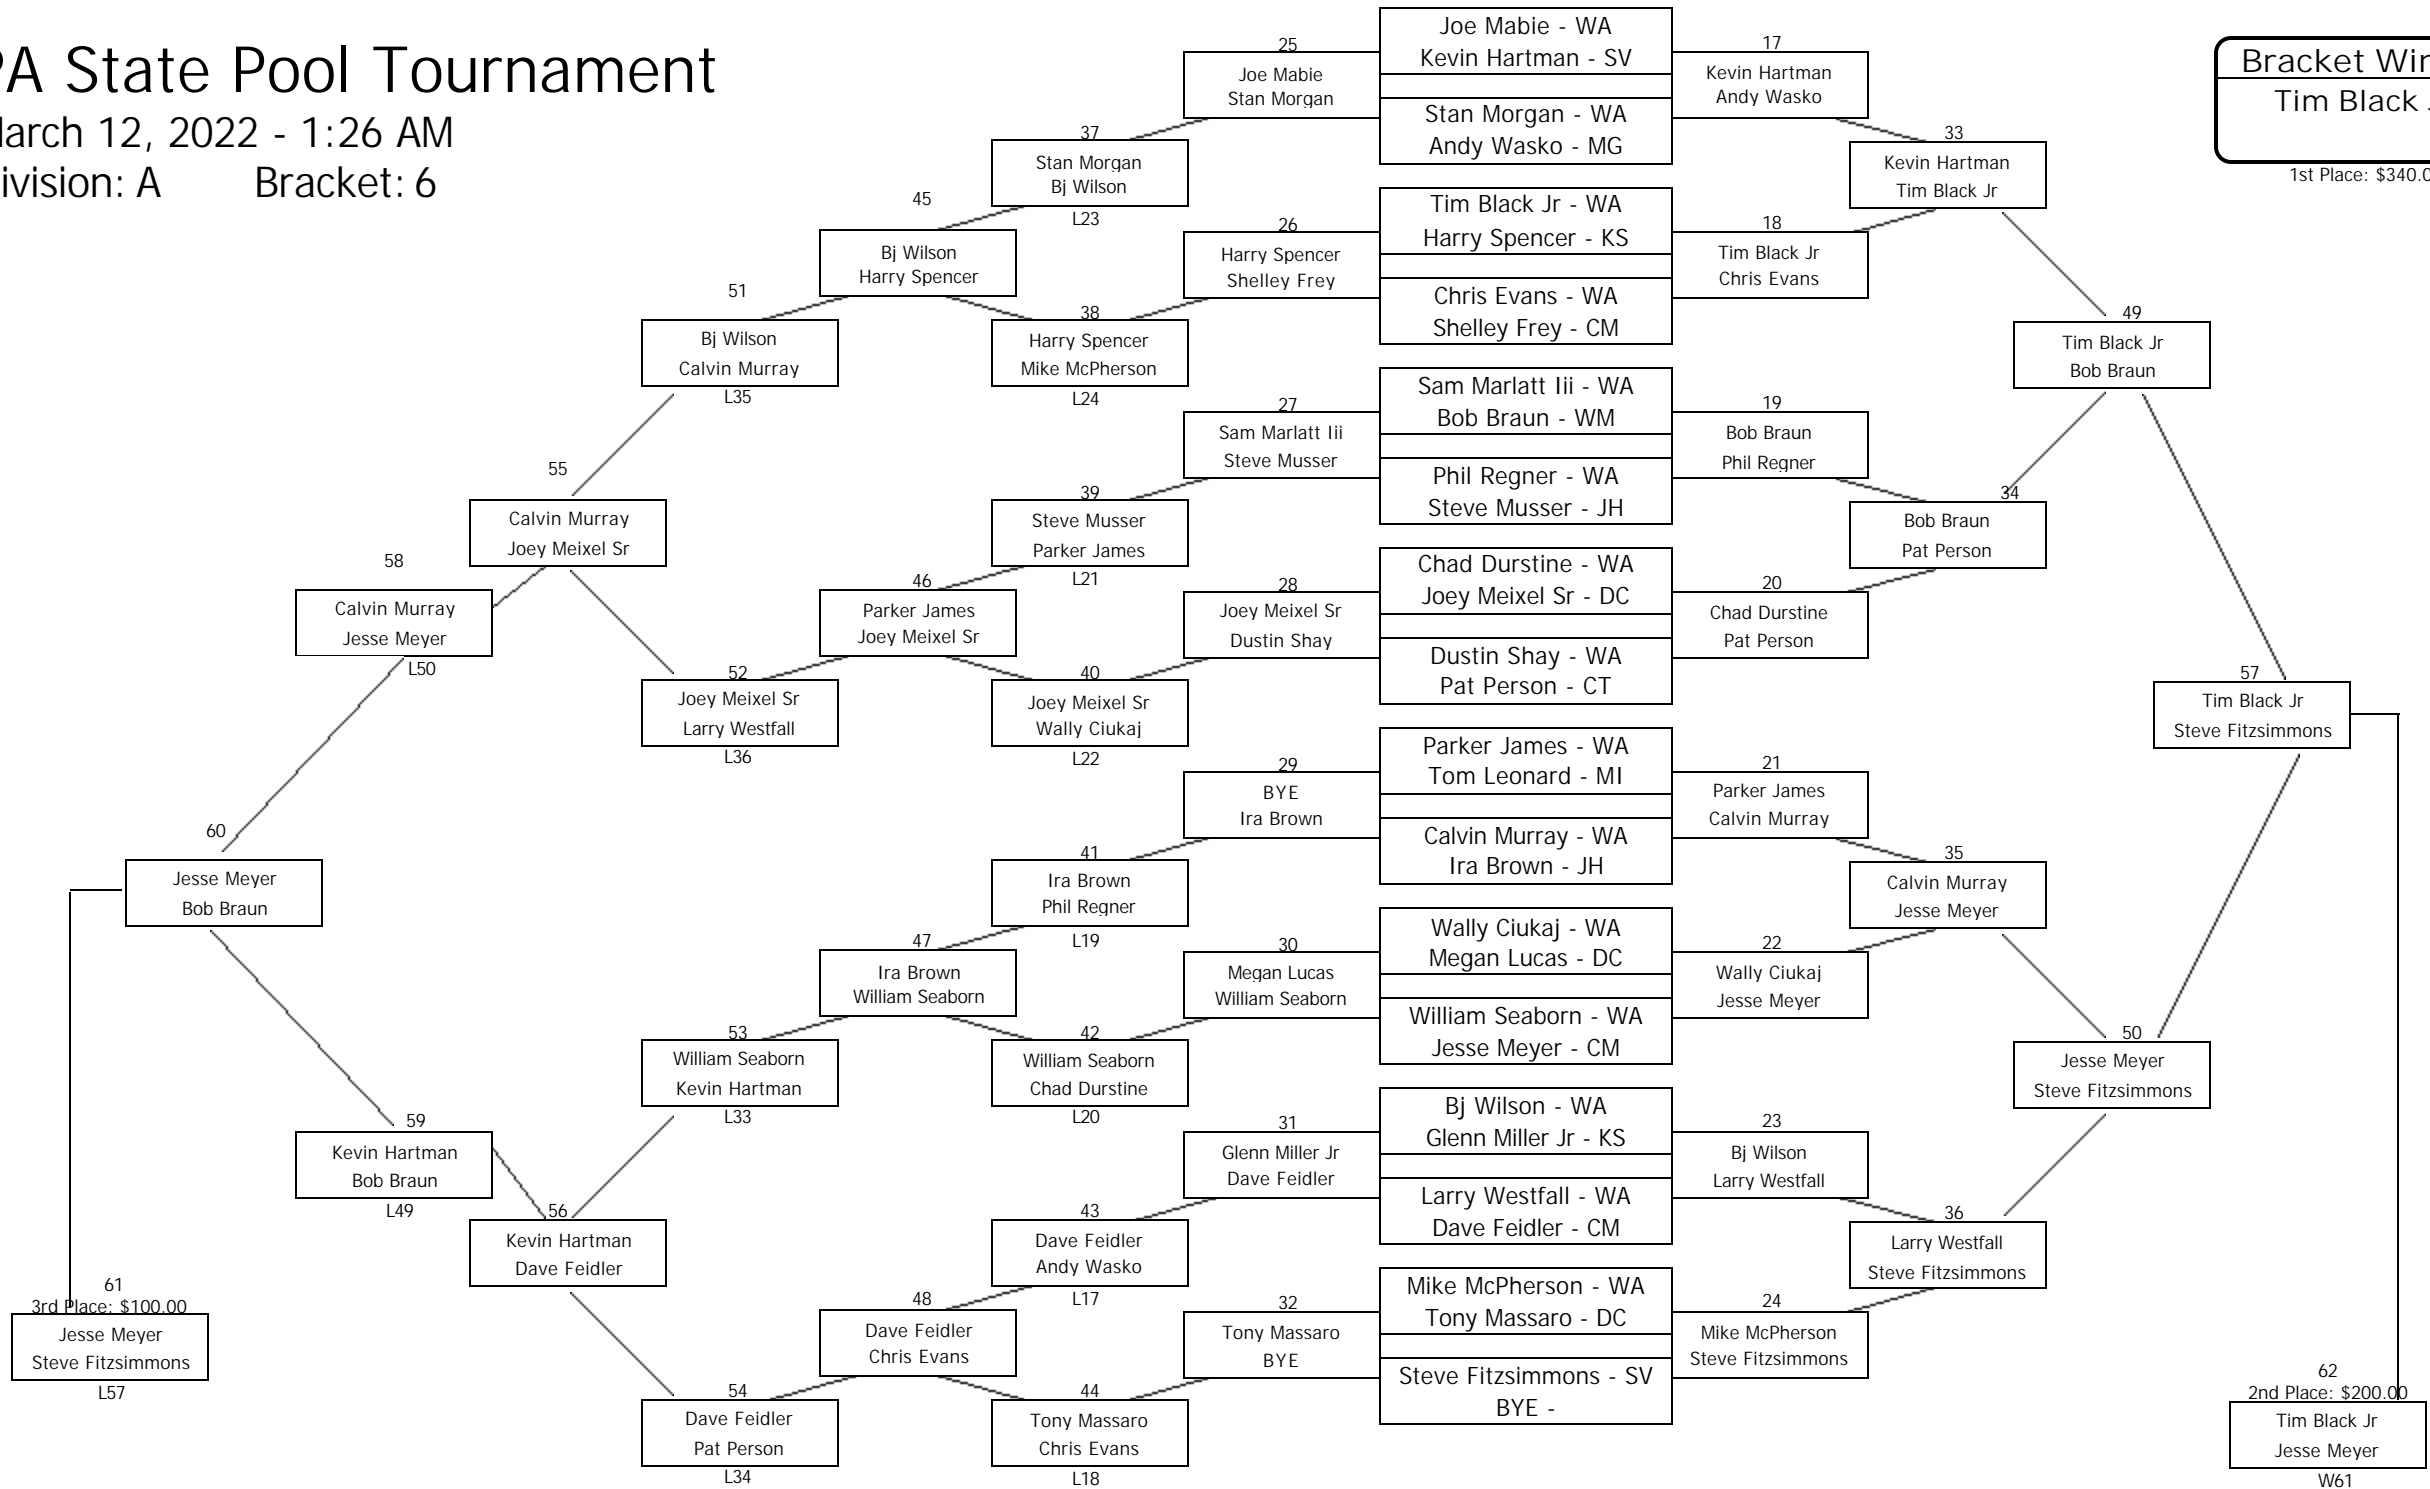 PA State Pool Tournament
March 12, 2022 - 1:26 AM
Division: A Bracket: 6
Bracket Win
Tim Black J
1st Place: $340.0
Joe Mabie - WA
Kevin Hartman - SV
Stan Morgan - WA
Andy Wasko - MG
Tim Black Jr - WA
Harry Spencer - KS
Chris Evans - WA
Shelley Frey - CM
Sam Marlatt Iii - WA
Bob Braun - WM
Phil Regner - WA
Steve Musser - JH
Chad Durstine - WA
Joey Meixel Sr - DC
Dustin Shay - WA
Pat Person - CT
Parker James - WA
Tom Leonard - MI
Calvin Murray - WA
Ira Brown - JH
Wally Ciukaj - WA
Megan Lucas - DC
William Seaborn - WA
Jesse Meyer - CM
Bj Wilson - WA
Glenn Miller Jr - KS
Larry Westfall - WA
Dave Feidler - CM
Mike McPherson - WA
Tony Massaro - DC
Steve Fitzsimmons - SV
BYE -
17
Kevin Hartman
Andy Wasko
18
Tim Black Jr
Chris Evans
19
Bob Braun
Phil Regner
20
Chad Durstine
Pat Person
21
Parker James
Calvin Murray
22
Wally Ciukaj
Jesse Meyer
23
Bj Wilson
Larry Westfall
24
Mike McPherson
Steve Fitzsimmons
25
Joe Mabie
Stan Morgan
26
Harry Spencer
Shelley Frey
27
Sam Marlatt Iii
Steve Musser
28
Joey Meixel Sr
Dustin Shay
29
BYE
Ira Brown
30
Megan Lucas
William Seaborn
31
Glenn Miller Jr
Dave Feidler
32
Tony Massaro
BYE
33
Kevin Hartman
Tim Black Jr
34
Bob Braun
Pat Person
35
Calvin Murray
Jesse Meyer
36
Larry Westfall
Steve Fitzsimmons
37
Stan Morgan
Bj Wilson
L23
38
Harry Spencer
Mike McPherson
L24
39
Steve Musser
Parker James
L21
40
Joey Meixel Sr
Wally Ciukaj
L22
41
Ira Brown
Phil Regner
L19
42
William Seaborn
Chad Durstine
L20
43
Dave Feidler
Andy Wasko
L17
44
Tony Massaro
Chris Evans
L18
45
Bj Wilson
Harry Spencer
46
Parker James
Joey Meixel Sr
47
Ira Brown
William Seaborn
48
Dave Feidler
Chris Evans
49
Tim Black Jr
Bob Braun
50
Jesse Meyer
Steve Fitzsimmons
51
Bj Wilson
Calvin Murray
L35
52
Joey Meixel Sr
Larry Westfall
L36
53
William Seaborn
Kevin Hartman
L33
54
Dave Feidler
Pat Person
L34
55
Calvin Murray
Joey Meixel Sr
56
Kevin Hartman
Dave Feidler
57
Tim Black Jr
Steve Fitzsimmons
58
Calvin Murray
Jesse Meyer
L50
59
Kevin Hartman
Bob Braun
L49
60
Jesse Meyer
Bob Braun
61
3rd Place: $100.00
Jesse Meyer
Steve Fitzsimmons
L57
62
2nd Place: $200.00
Tim Black Jr
Jesse Meyer
W61